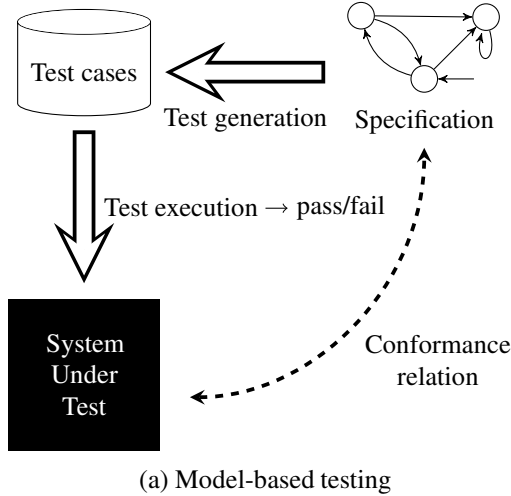 Test cases
Test generation
Specification
Test execution → pass/fail
System
Under
Test
Conformance
relation
(a) Model-based testing